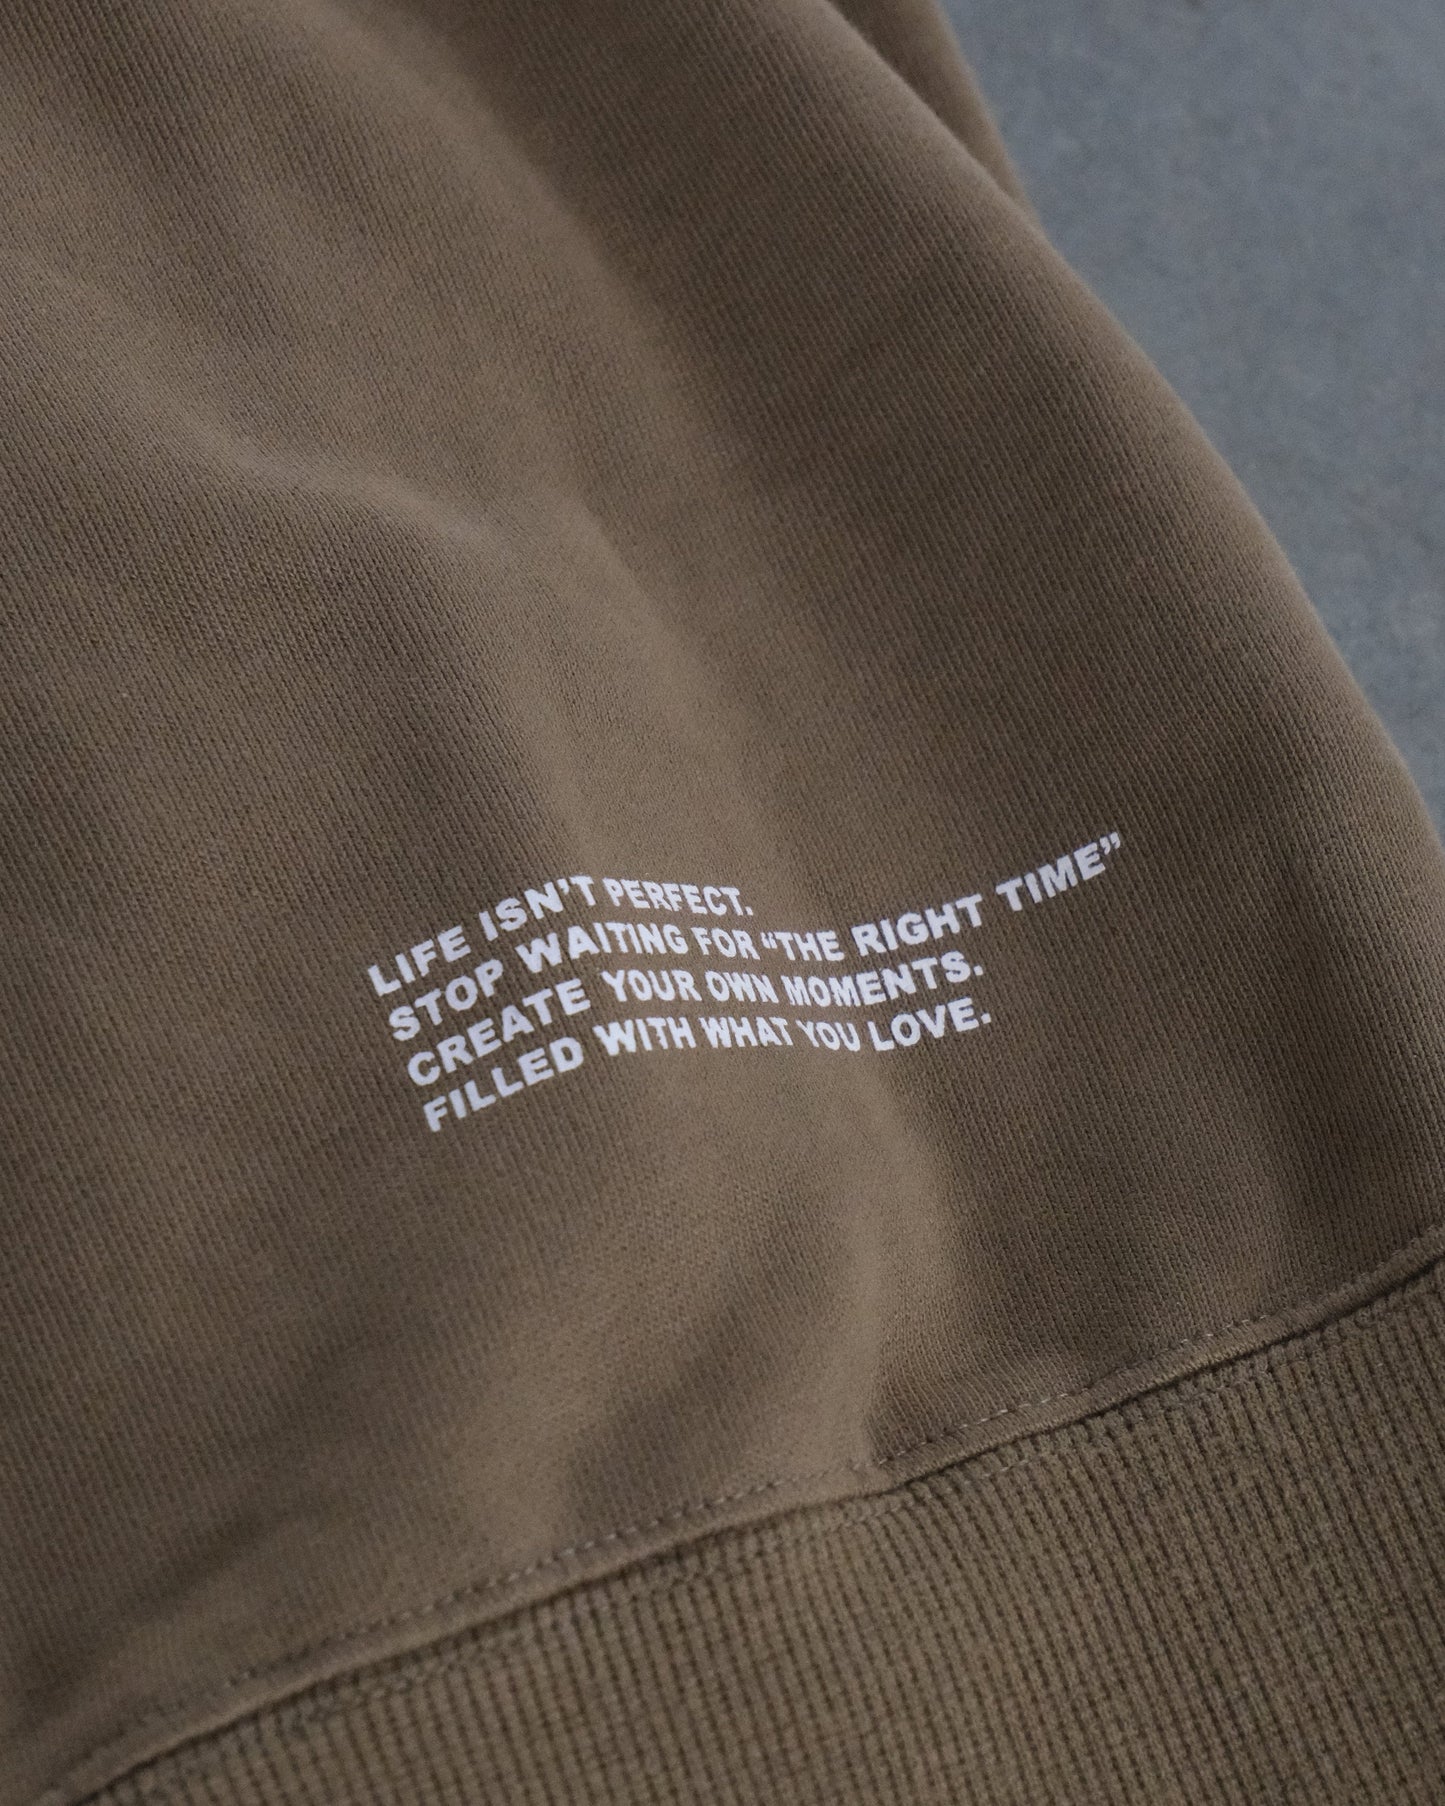 LIFE ISN’T PERFECT.
STOP WAITING FOR “THE RIGHT TIME”
CREATE YOUR OWN MOMENTS.
FILLED WITH WHAT YOU LOVE.